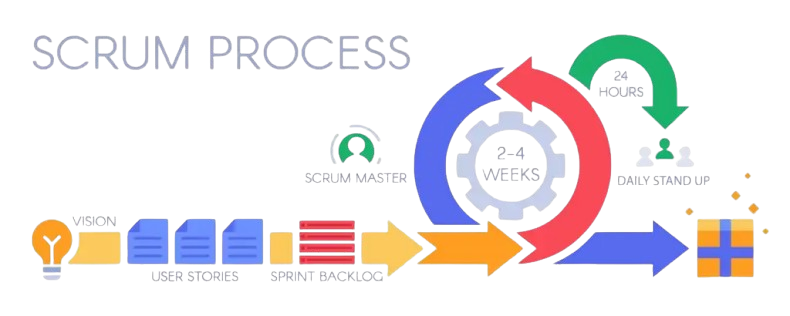 SCRUM PROCESS
24
HOURS
2-4
WEEKS
SCRUM MASTER
DAILY STAND UP
VISION
USER STORIES
SPRINT BACKLOG